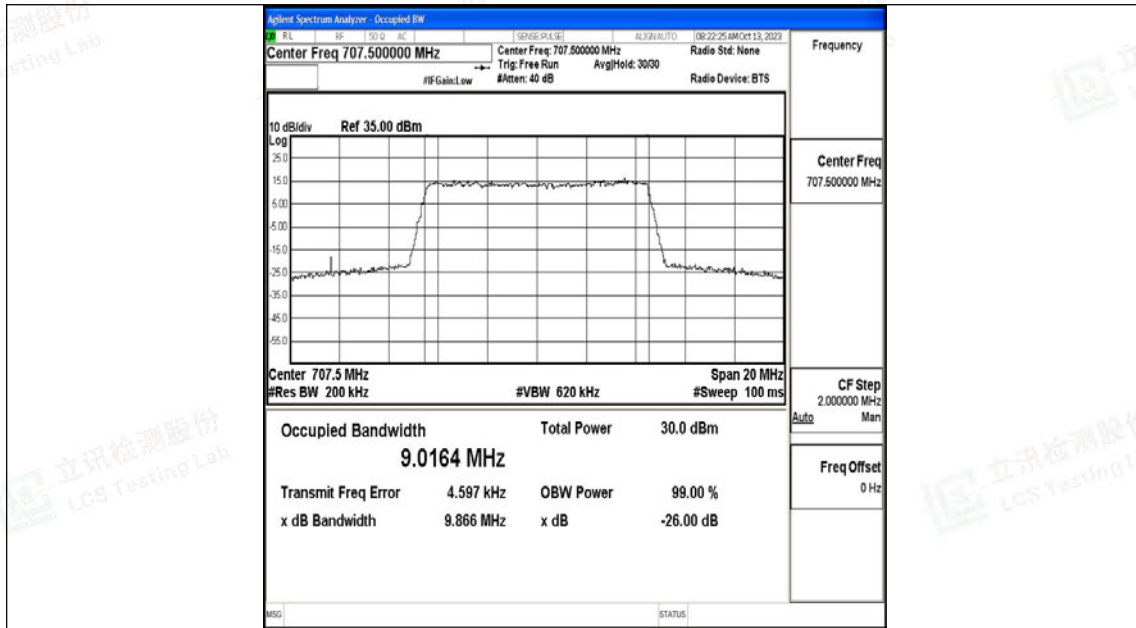 Agilent Spectrum Analyzer - Occupied BW
RL RF 50 Ω AC SENSE:PULSE ALIGN AUTO 08:22:25 AM Oct 13, 2023
Center Freq 707.500000 MHz
Center Freq: 707.500000 MHz
Radio Std: None
Trig: Free Run Avg|Hold: 30/30
#IFGain:Low
#Atten: 40 dB
Radio Device: BTS
10 dB/div Ref 35.00 dBm
Log
25.0
15.0
5.00
-5.00
-15.0
-25.0
-35.0
-45.0
-55.0
Center 707.5 MHz
Span 20 MHz
#Res BW 200 kHz
#VBW 620 kHz
#Sweep 100 ms
Occupied Bandwidth
Total Power 30.0 dBm
9.0164 MHz
Transmit Freq Error 4.597 kHz
OBW Power 99.00 %
x dB Bandwidth 9.866 MHz
x dB -26.00 dB
MSG
STATUS
Frequency
Center Freq
707.500000 MHz
CF Step
2.000000 MHz
Auto Man
Freq Offset
0 Hz
立讯检测股份
LCS Testing Lab
立讯检测股份
LCS Testing L
检测股份
esting Lab
立